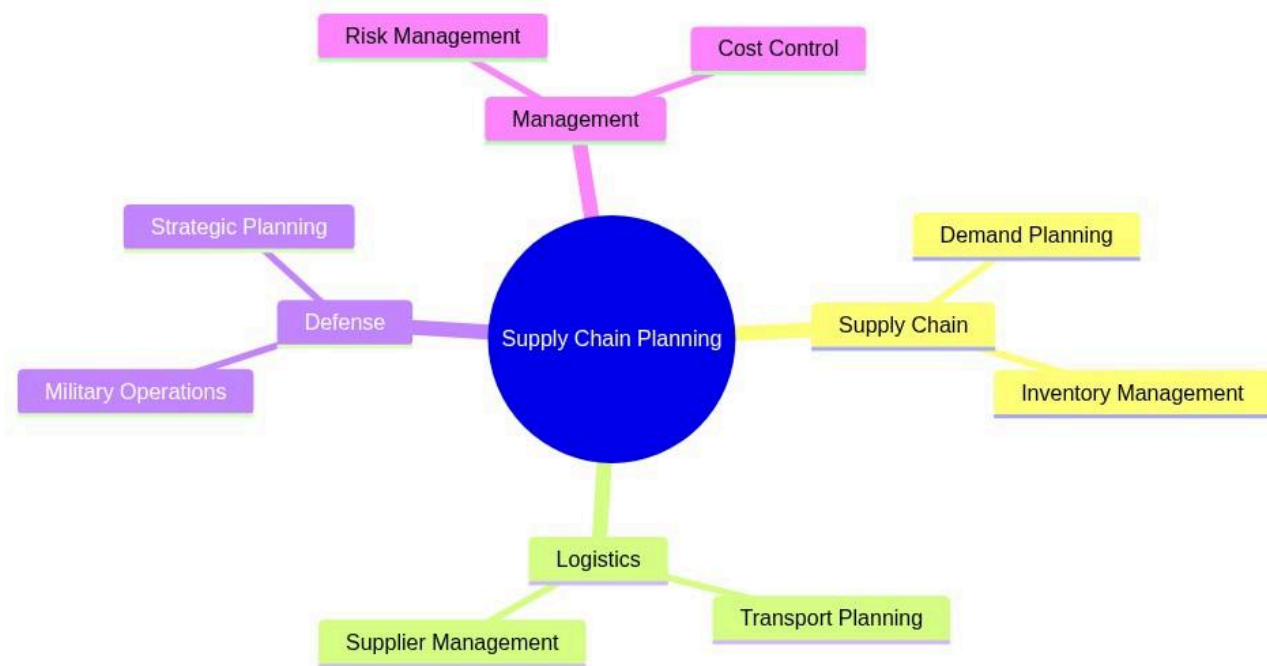 Risk Management
Cost Control
Management
Strategic Planning
Demand Planning
Defense
Supply Chain Planning
Supply Chain
Military Operations
Inventory Management
Logistics
Supplier Management
Transport Planning